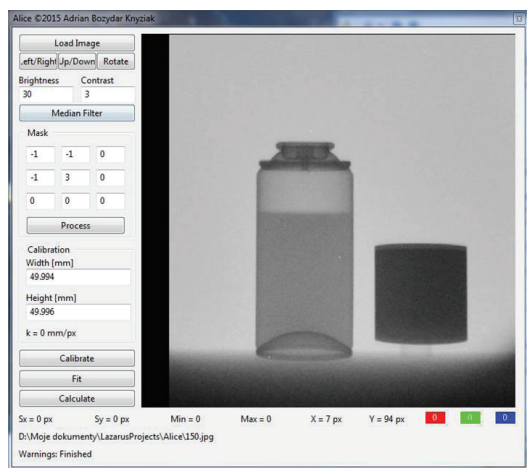 Alice ©2015 Adrian Bozydar Knyziak
Load Image
.eft/Right Up/Down Rotate
Brightness Contrast
30 3
Median Filter
Mask
-1 -1 0
-1 3 0
0 0 0
Process
Calibration
Width [mm]
49.994
Height [mm]
49.996
k = 0 mm/px
Calibrate
Fit
Calculate
Sx = 0 px Sy = 0 px Min = 0 Max = 0 X = 7 px Y = 94 px 0 0 0
D:\Moje dokumenty\LazarusProjects\Alice\150.jpg
Warnings: Finished